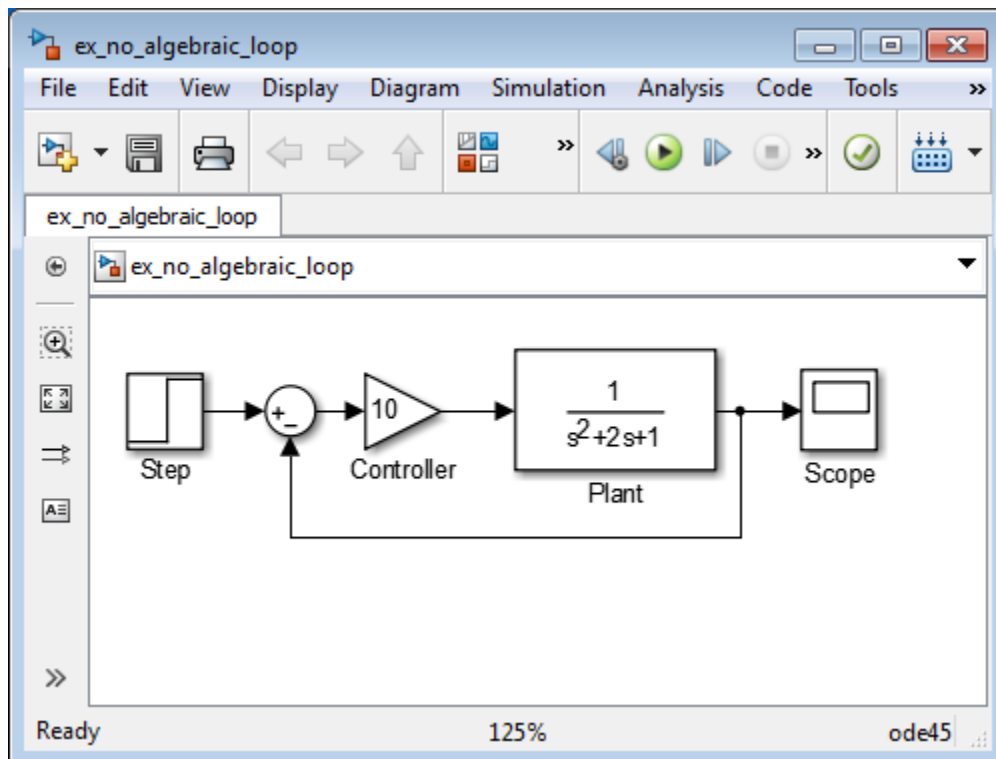 ex_no_algebraic_loop
File Edit View Display Diagram Simulation Analysis Code Tools »
» »
ex_no_algebraic_loop
ex_no_algebraic_loop
+ −
10
1
s²+2s+1
Step
Controller
Plant
Scope
»
Ready 125% ode45